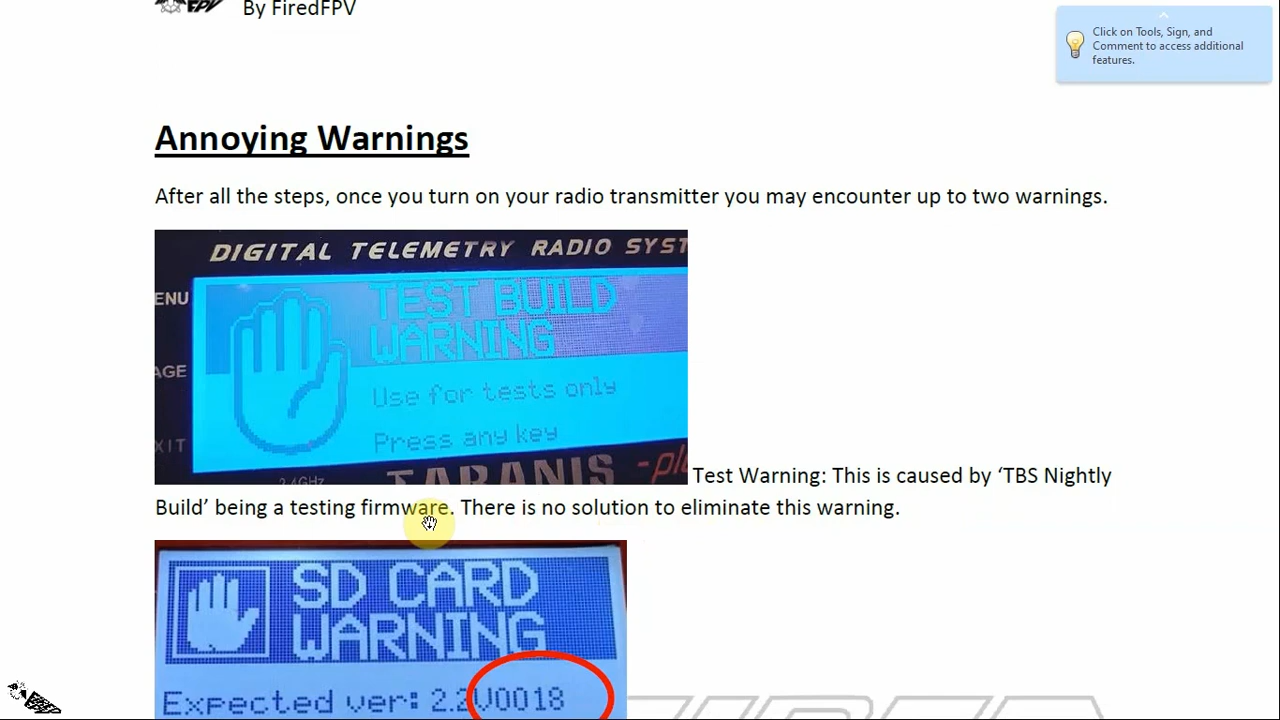 By FiredFPV
Click on Tools, Sign, and
Comment to access additional
features.
Annoying Warnings
After all the steps, once you turn on your radio transmitter you may encounter up to two warnings.
DIGITAL TELEMETRY RADIO SYST
ENU
TEST BUILD
WARNING
AGE
Use for tests only
XIT
Press any key
2.4GHz
TARANIS -plu
Test Warning: This is caused by ‘TBS Nightly
Build’ being a testing firmware. There is no solution to eliminate this warning.
SD CARD
WARNING
Expected ver: 2.2V0018